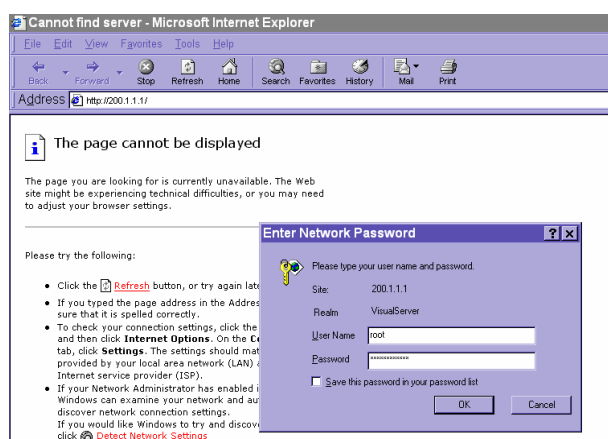 Cannot find server - Microsoft Internet Explorer
File Edit View Favorites Tools Help
Back Forward Stop Refresh Home Search Favorites History Mail Print
Address http://200.1.1.1/
The page cannot be displayed
The page you are looking for is currently unavailable. The Web
site might be experiencing technical difficulties, or you may need
to adjust your browser settings.
Please try the following:
Click the Refresh button, or try again late
If you typed the page address in the Addres
sure that it is spelled correctly.
To check your connection settings, click the
and then click Internet Options. On the Co
tab, click Settings. The settings should mat
provided by your local area network (LAN)
Internet service provider (ISP).
If your Network Administrator has enabled i
Windows can examine your network and au
discover network connection settings.
If you would like Windows to try and discov
click Detect Network Settings
Enter Network Password
Please type your user name and password.
Site: 200.1.1.1
Realm VisualServer
User Name root
Password ************
Save this password in your password list
OK Cancel